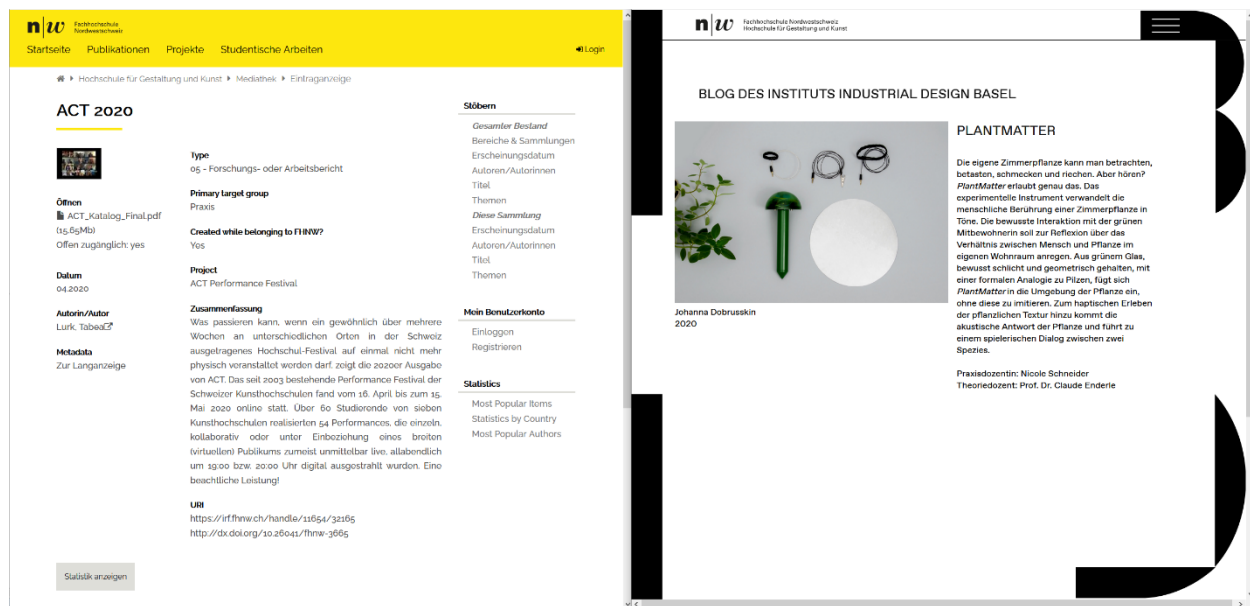 n|w Fachhochschule
Nordwestschweiz
Startseite Publikationen Projekte Studentische Arbeiten
Login
Hochschule für Gestaltung und Kunst Mediathek Eintraganzeige
ACT 2020
Öffnen
ACT_Katalog_Final.pdf
(15.65Mb)
Offen zugänglich: yes
Datum
04.2020
Autorin/Autor
Lurk, Tabea
Metadata
Zur Langanzeige
Type
05 - Forschungs- oder Arbeitsbericht
Primary target group
Praxis
Created while belonging to FHNW?
Yes
Project
ACT Performance Festival
Zusammenfassung
Was passieren kann, wenn ein gewöhnlich über mehrere
Wochen an unterschiedlichen Orten in der Schweiz
ausgetragenes Hochschul-Festival auf einmal nicht mehr
physisch veranstaltet werden darf, zeigt die 2020er Ausgabe
von ACT. Das seit 2003 bestehende Performance Festival der
Schweizer Kunsthochschulen fand vom 16. April bis zum 15.
Mai 2020 online statt. Über 60 Studierende von sieben
Kunsthochschulen realisierten 54 Performances, die einzeln,
kollaborativ oder unter Einbeziehung eines breiten
(virtuellen) Publikums zumeist unmittelbar live, allabendlich
um 19:00 bzw. 20:00 Uhr digital ausgestrahlt wurden. Eine
beachtliche Leistung!
URI
https://irf.fhnw.ch/handle/11654/32165
http://dx.doi.org/10.26041/fhnw-3665
Statistik anzeigen
Stöbern
Gesamter Bestand
Bereiche & Sammlungen
Erscheinungsdatum
Autoren/Autorinnen
Titel
Themen
Diese Sammlung
Erscheinungsdatum
Autoren/Autorinnen
Titel
Themen
Mein Benutzerkonto
Einloggen
Registrieren
Statistics
Most Popular Items
Statistics by Country
Most Popular Authors
n|w Fachhochschule Nordwestschweiz
Hochschule für Gestaltung und Kunst
BLOG DES INSTITUTS INDUSTRIAL DESIGN BASEL
Johanna Dobrusskin
2020
PLANTMATTER
Die eigene Zimmerpflanze kann man betrachten,
betasten, schmecken und riechen. Aber hören?
PlantMatter erlaubt genau das. Das
experimentelle Instrument verwandelt die
menschliche Berührung einer Zimmerpflanze in
Töne. Die bewusste Interaktion mit der grünen
Mitbewohnerin soll zur Reflexion über das
Verhältnis zwischen Mensch und Pflanze im
eigenen Wohnraum anregen. Aus grünem Glas,
bewusst schlicht und geometrisch gehalten, mit
einer formalen Analogie zu Pilzen, fügt sich
PlantMatter in die Umgebung der Pflanze ein,
ohne diese zu imitieren. Zum haptischen Erleben
der pflanzlichen Textur hinzu kommt die
akustische Antwort der Pflanze und führt zu
einem spielerischen Dialog zwischen zwei
Spezies.
Praxisdozentin: Nicole Schneider
Theoriedozent: Prof. Dr. Claude Enderle